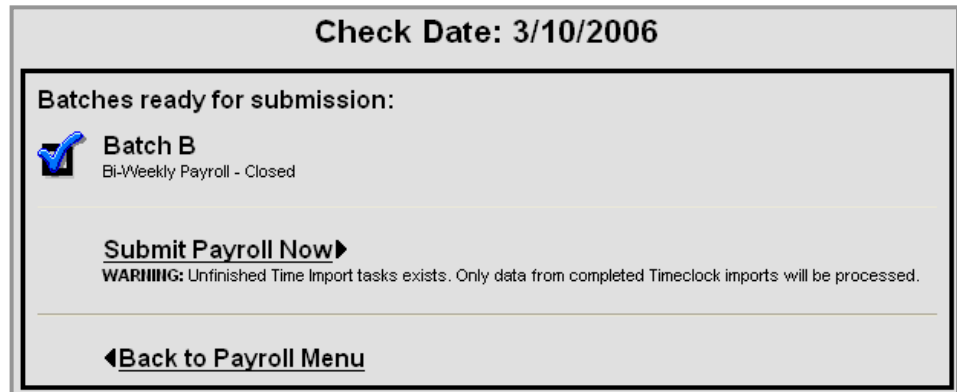 Check Date: 3/10/2006
Batches ready for submission:
Batch B
Bi-Weekly Payroll - Closed
Submit Payroll Now
WARNING: Unfinished Time Import tasks exists. Only data from completed Timeclock imports will be processed.
Back to Payroll Menu